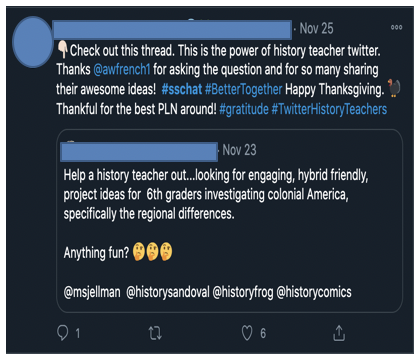 · Nov 25
👇🏻Check out this thread. This is the power of history teacher twitter.
Thanks @awfrench1 for asking the question and for so many sharing
their awesome ideas! #sschat #BetterTogether Happy Thanksgiving. 🦃
Thankful for the best PLN around! #gratitude #TwitterHistoryTeachers
· Nov 23
Help a history teacher out...looking for engaging, hybrid friendly,
project ideas for 6th graders investigating colonial America,
specifically the regional differences.
Anything fun? 🤔🤔🤔
@msjellman @historysandoval @historyfrog @historycomics
1 6